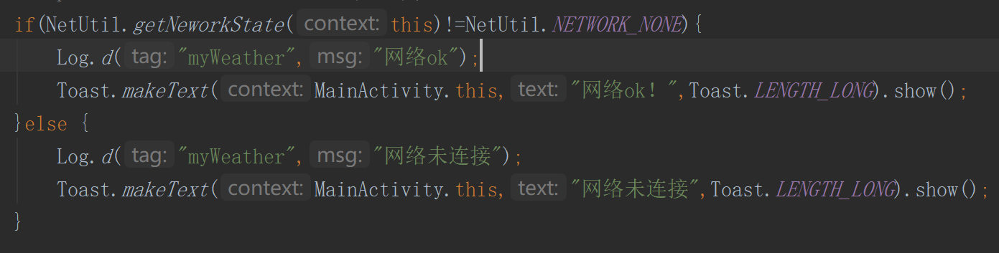 if(NetUtil.getNeworkState( context: this)!=NetUtil.NETWORK_NONE){
Log.d( tag: "myWeather", msg: "网络ok");
Toast.makeText( context: MainActivity.this, text: "网络ok！",Toast.LENGTH_LONG).show();
}else {
Log.d( tag: "myWeather", msg: "网络未连接");
Toast.makeText( context: MainActivity.this, text: "网络未连接",Toast.LENGTH_LONG).show();
}